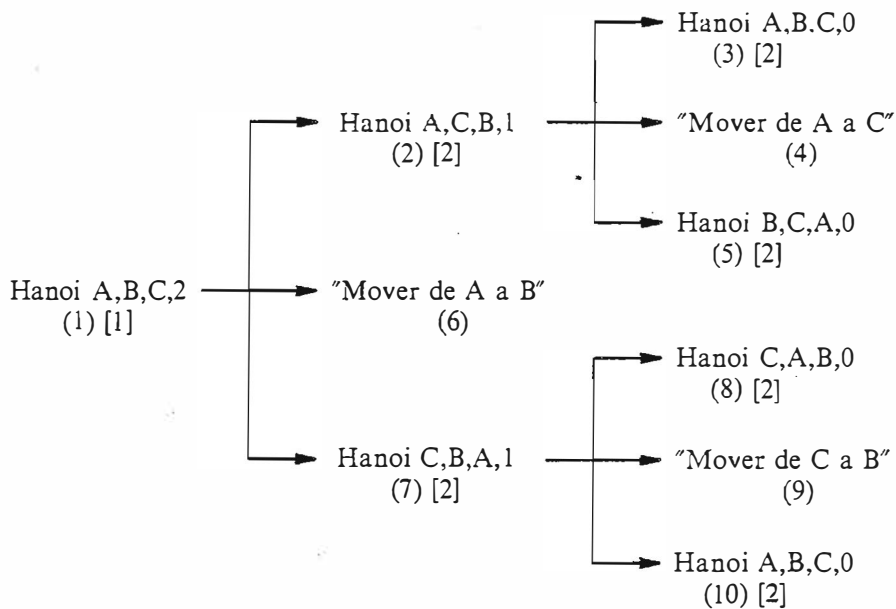 Hanoi A,B,C,0
(3) [2]
Hanoi A,C,B,1
(2) [2]
"Mover de A a C"
(4)
Hanoi B,C,A,0
(5) [2]
Hanoi A,B,C,2
(1) [1]
"Mover de A a B"
(6)
Hanoi C,A,B,0
(8) [2]
Hanoi C,B,A,1
(7) [2]
"Mover de C a B"
(9)
Hanoi A,B,C,0
(10) [2]